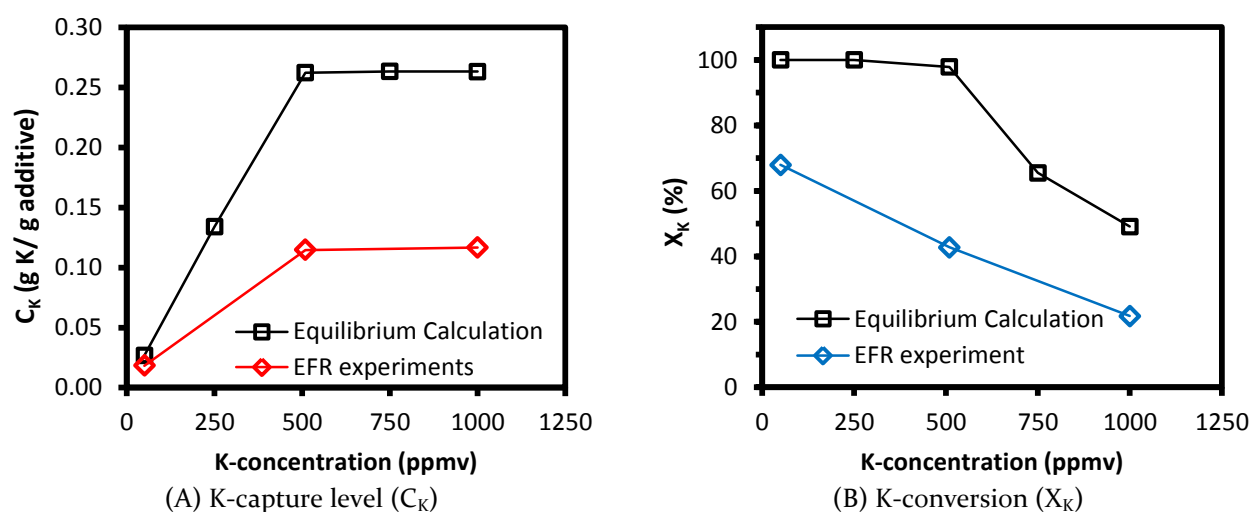 0.30
0.25
0.20
0.15
0.10
0.05
0.00
C_K (g K/ g additive)
Equilibrium Calculation
EFR experiments
0 250 500 750 1000 1250
K-concentration (ppmv)
(A) K-capture level (C_K)
100
80
60
40
20
0
X_K (%)
Equilibrium Calculation
EFR experiment
0 250 500 750 1000 1250
K-concentration (ppmv)
(B) K-conversion (X_K)